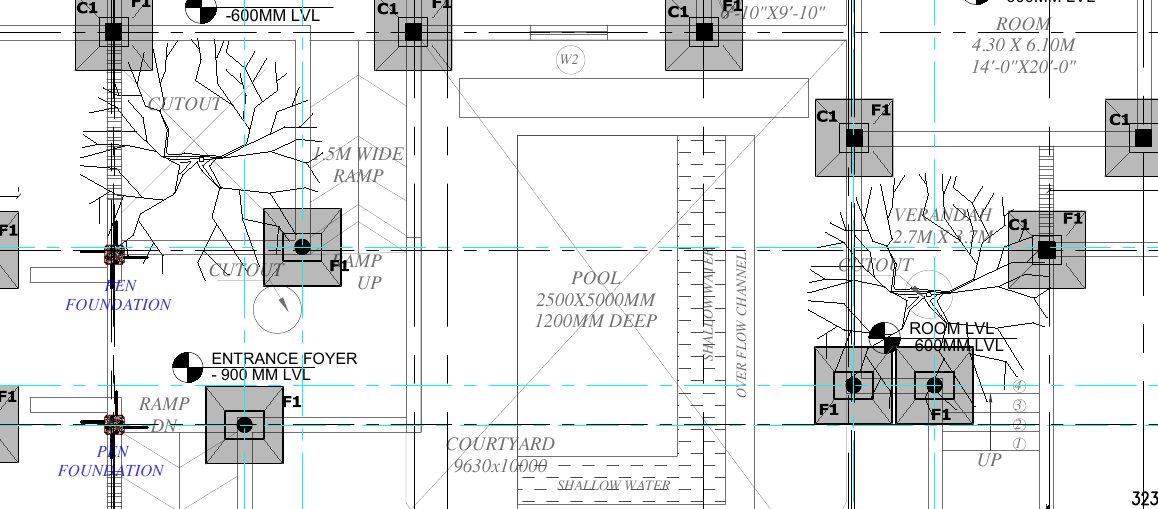 C1
F1
-600MM LVL
C1
F1
C1
F1
6'-10"X9'-10"
ROOM
4.30 X 6.10M
14'-0"X20'-0"
W2
CUTOUT
1.5M WIDE
RAMP
C1
F1
C1
F1
VERANDAH
2.7M X 3.7M
C1
F1
F1
CUTOUT
F1
RAMP
UP
CUTOUT
PEN
FOUNDATION
POOL
2500X5000MM
1200MM DEEP
SHALLOW WATER
OVER FLOW CHANNEL
ROOM LVL
-600MM LVL
ENTRANCE FOYER
- 900 MM LVL
F1
F1
RAMP
DN
F1
F1
4
3
2
1
UP
PEN
FOUNDATION
COURTYARD
9630x10000
SHALLOW WATER
323